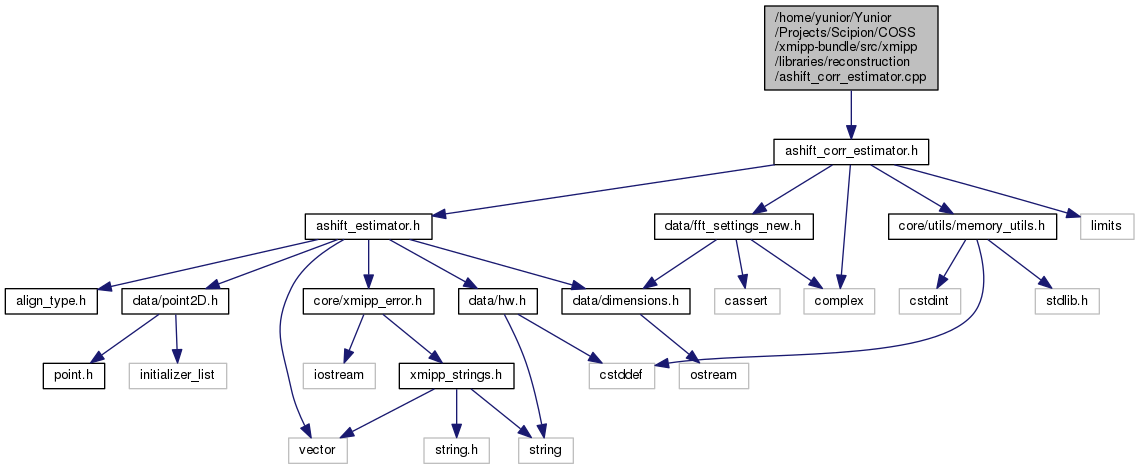 /home/yunior/Yunior
/Projects/Scipion/COSS
/xmipp-bundle/src/xmipp
/libraries/reconstruction
/ashift_corr_estimator.cpp
ashift_corr_estimator.h
ashift_estimator.h
data/fft_settings_new.h
core/utils/memory_utils.h
limits
align_type.h
data/point2D.h
core/xmipp_error.h
data/hw.h
data/dimensions.h
cassert
complex
cstdint
stdlib.h
point.h
initializer_list
iostream
xmipp_strings.h
cstddef
ostream
vector
string.h
string